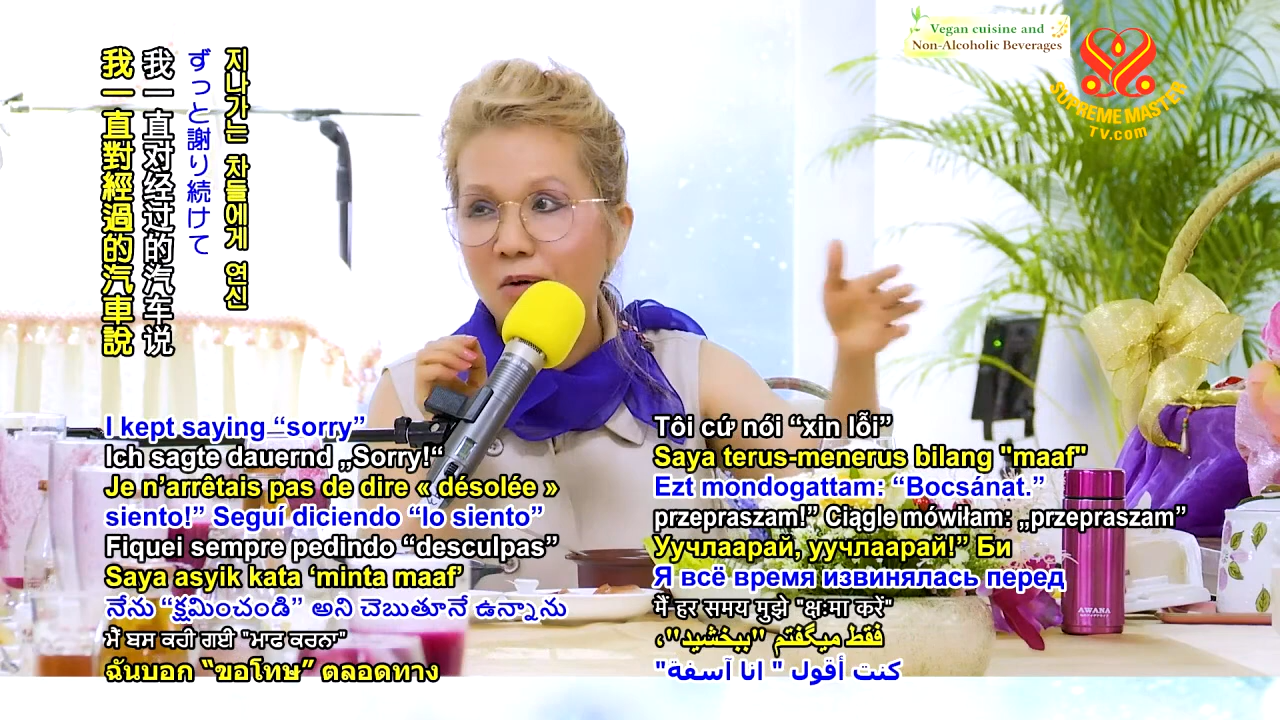 Vegan cuisine and
Non-Alcoholic Beverages
SUPREME MASTER
TV.com
지나가는 차들에게 연신
ずっと謝り続けて
我一直对经过的汽车说
我一直對經過的汽車說
I kept saying “sorry”
Ich sagte dauernd „Sorry!“
Je n’arrêtais pas de dire « désolée »
siento!” Seguí diciendo “lo siento”
Fiquei sempre pedindo “desculpas”
Saya asyik kata ‘minta maaf’
నేను “క్షమించండి” అని చెబుతూనే ఉన్నాను
ਮੈਂ ਬਸ ਕਹੀ ਗਈ "ਮਾਫ ਕਰਨਾ"
ฉันบอก “ขอโทษ” ตลอดทาง
Tôi cứ nói “xin lỗi”
Saya terus-menerus bilang "maaf"
Ezt mondogattam: “Bocsánat.”
przepraszam!” Ciągle mówiłam: „przepraszam”
Уучлаарай, уучлаарай!” Би
Я всё время извинялась перед
मैं हर समय मुझे "क्षःमा करें"
فقط میگفتم "ببخشید"،
كنت أقول " انا آسفة"
AWANA